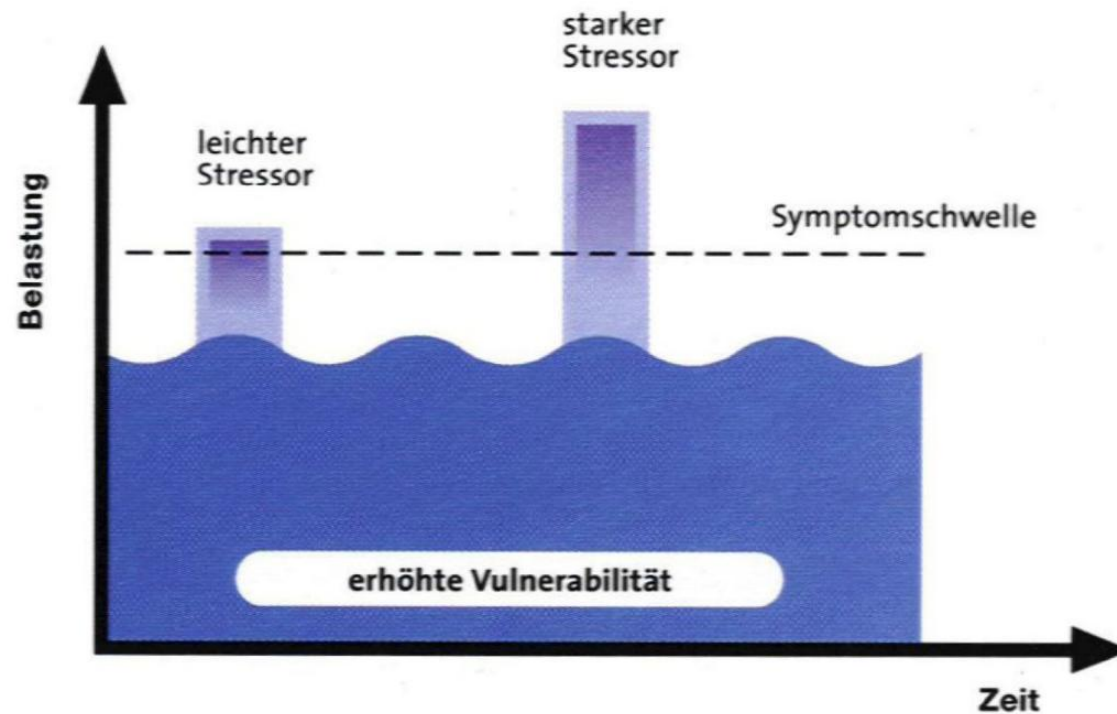 starker
Stressor
leichter
Stressor
Symptomschwelle
Belastung
erhöhte Vulnerabilität
Zeit